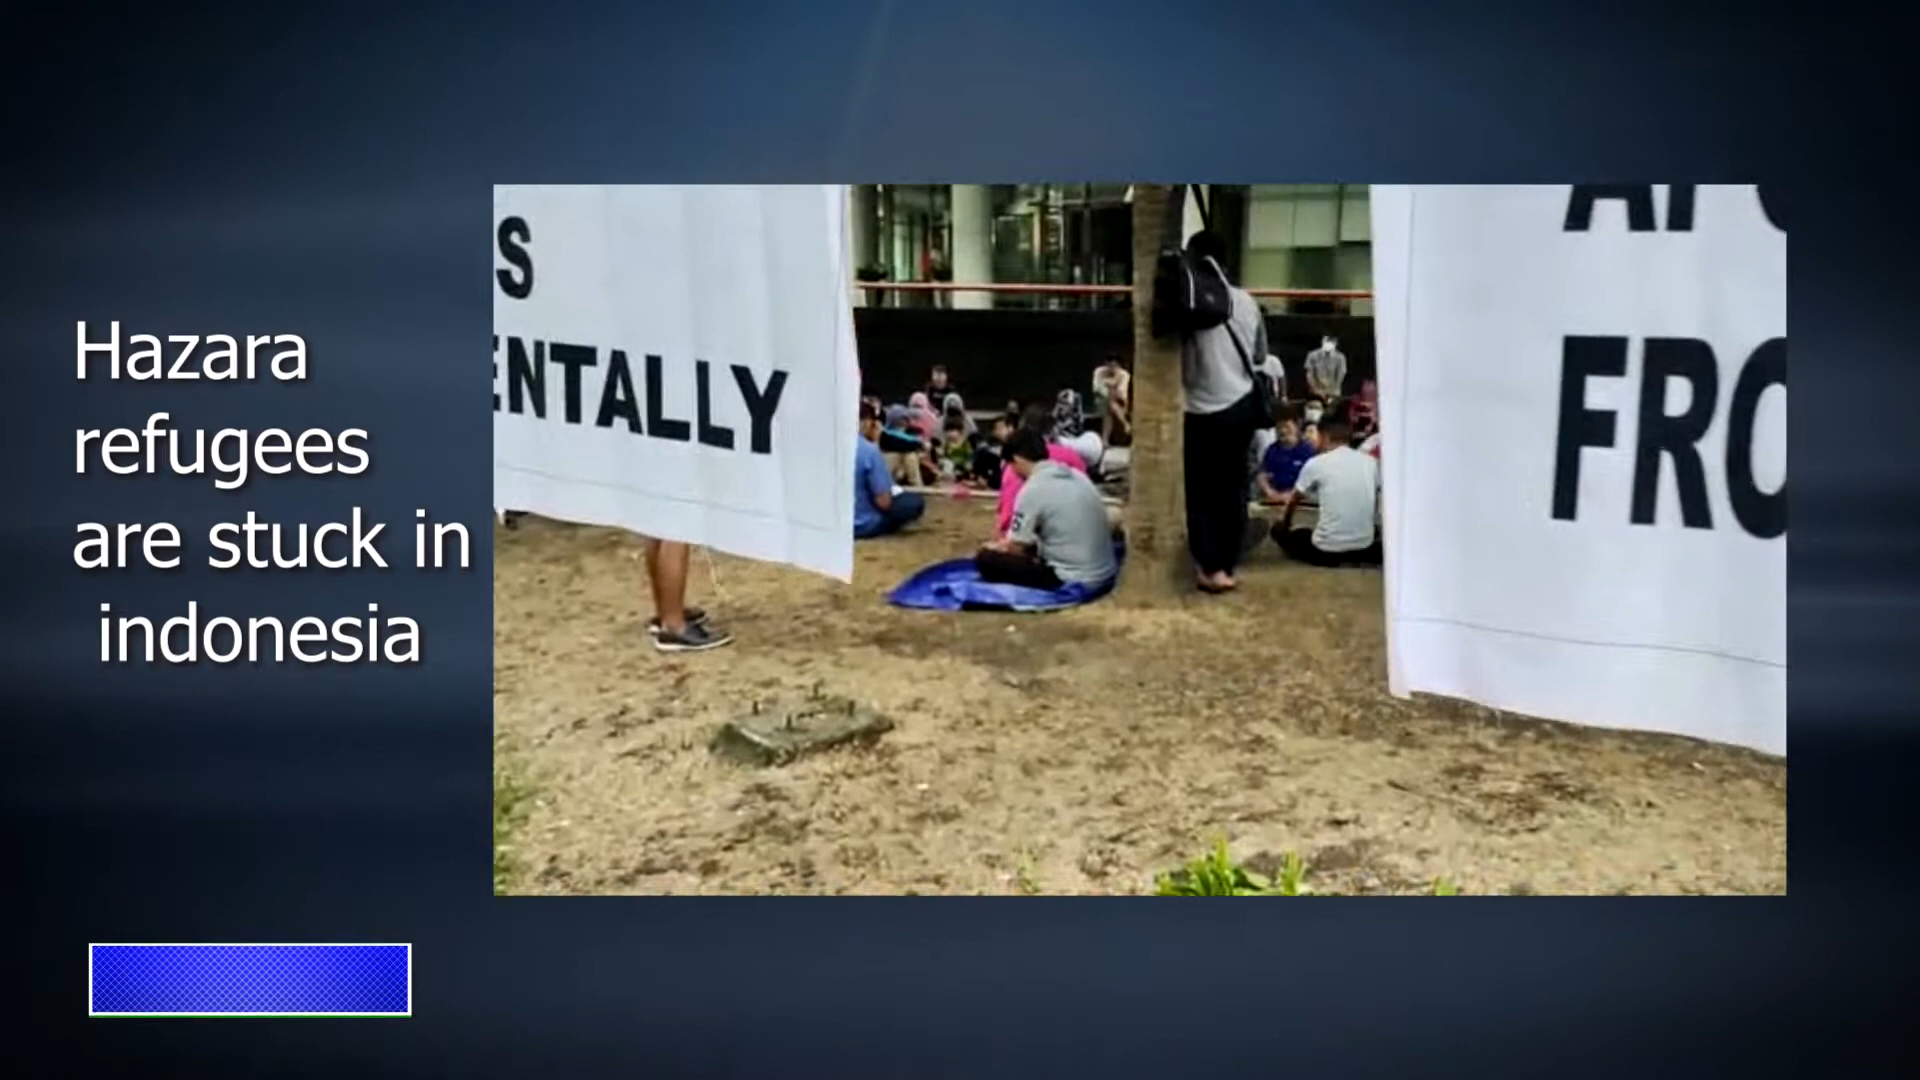 Hazara
refugees
are stuck in
indonesia
S
ENTALLY
FRO